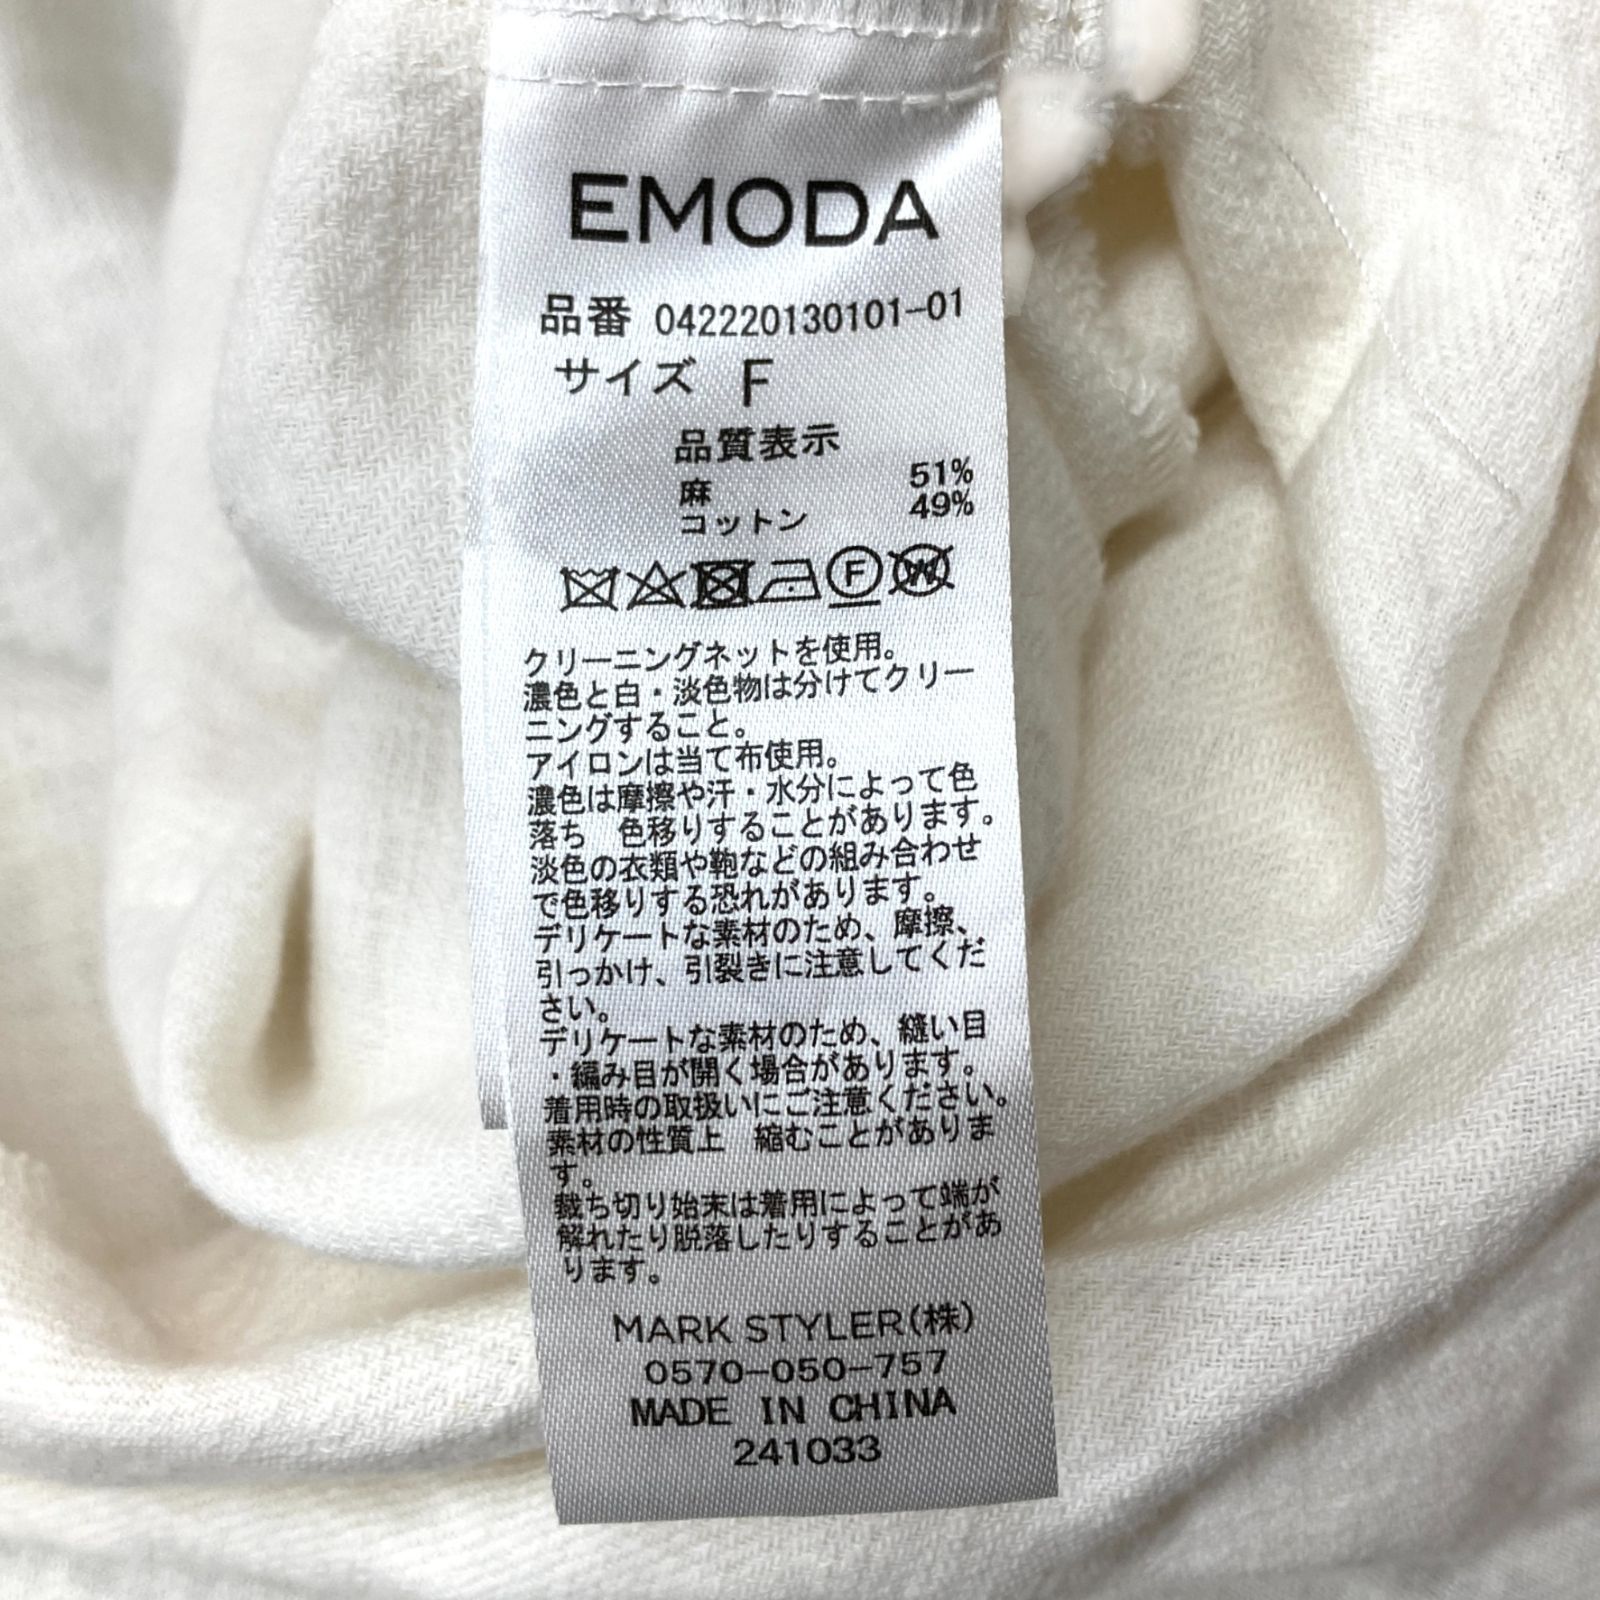 EMODA
品番 042220130101-01
サイズ F
品質表示
麻 51%
コットン 49%
F W
クリーニングネットを使用。
濃色と白・淡色物は分けてクリー
ニングすること。
アイロンは当て布使用。
濃色は摩擦や汗・水分によって色
落ち 色移りすることがあります。
淡色の衣類や鞄などの組み合わせ
で色移りする恐れがあります。
デリケートな素材のため、摩擦、
引っかけ、引裂きに注意してくだ
さい。
デリケートな素材のため、縫い目
・編み目が開く場合があります。
着用時の取扱いにご注意ください。
素材の性質上 縮むことがありま
す。
裁ち切り始末は着用によって端が
解れたり脱落したりすることがあ
ります。
MARK STYLER(株)
0570-050-757
MADE IN CHINA
241033